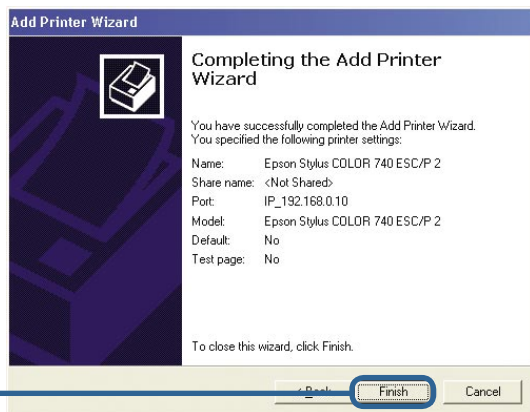 Add Printer Wizard
Completing the Add Printer
Wizard
You have successfully completed the Add Printer Wizard.
You specified the following printer settings:
Name: Epson Stylus COLOR 740 ESC/P 2
Share name: <Not Shared>
Port: IP_192.168.0.10
Model: Epson Stylus COLOR 740 ESC/P 2
Default: No
Test page: No
To close this wizard, click Finish.
Finish Cancel